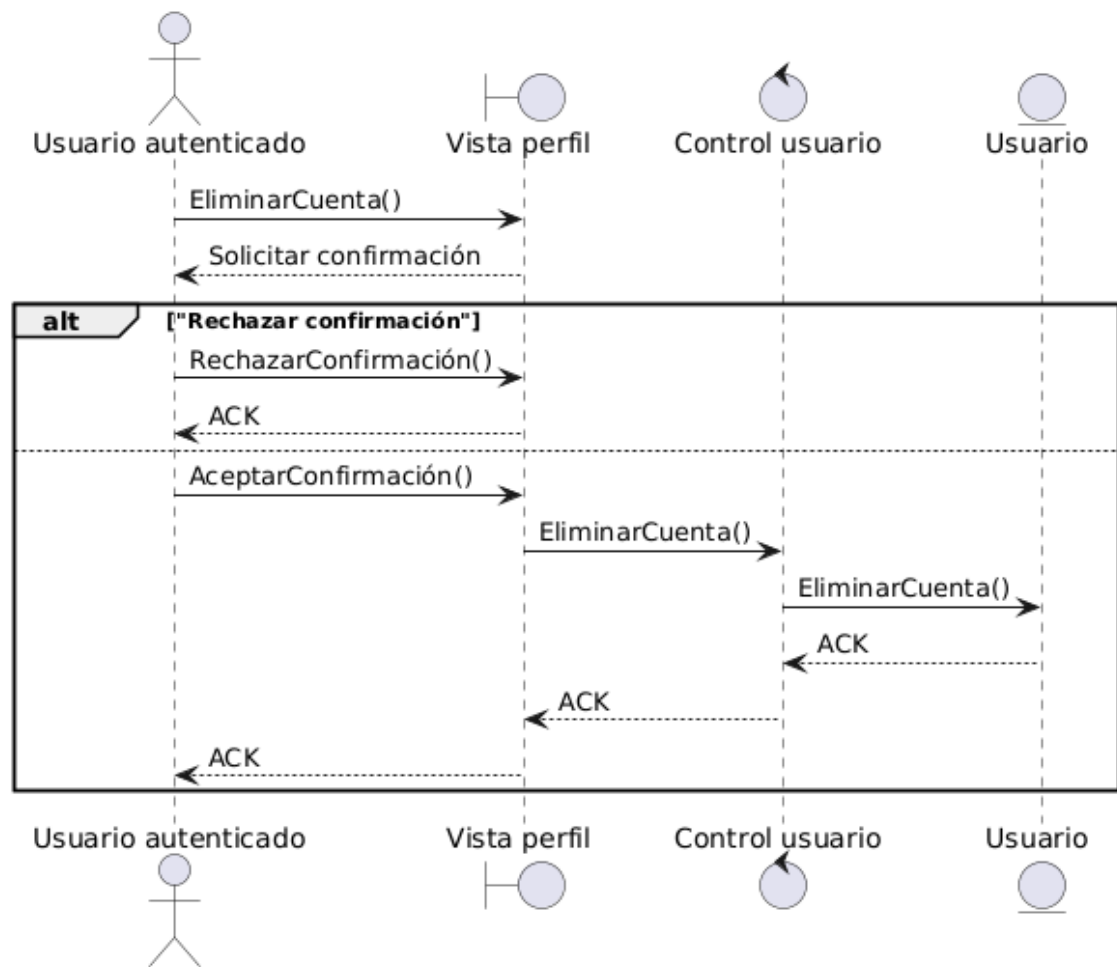 Usuario autenticado
Vista perfil
Control usuario
Usuario
EliminarCuenta()
Solicitar confirmación
alt
["Rechazar confirmación"]
RechazarConfirmación()
ACK
AceptarConfirmación()
EliminarCuenta()
EliminarCuenta()
ACK
ACK
ACK
Usuario autenticado
Vista perfil
Control usuario
Usuario